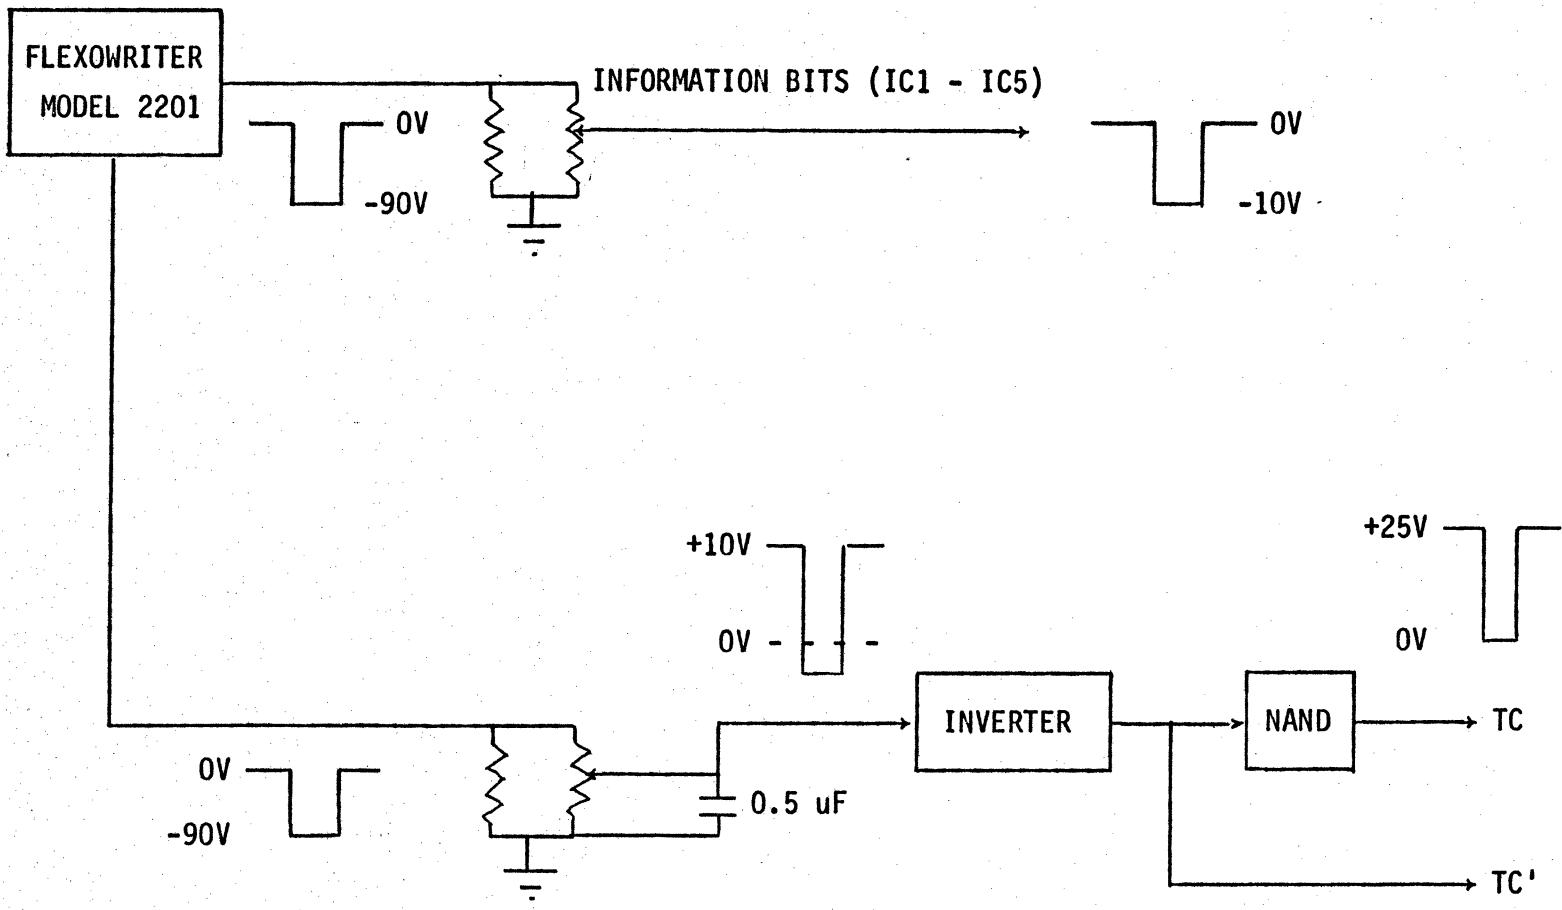 FLEXOWRITER
MODEL 2201
INFORMATION BITS (IC1 - IC5)
0V
-90V
0V
-10V
+10V
0V
+25V
0V
INVERTER
NAND
TC
0V
-90V
0.5 uF
TC'